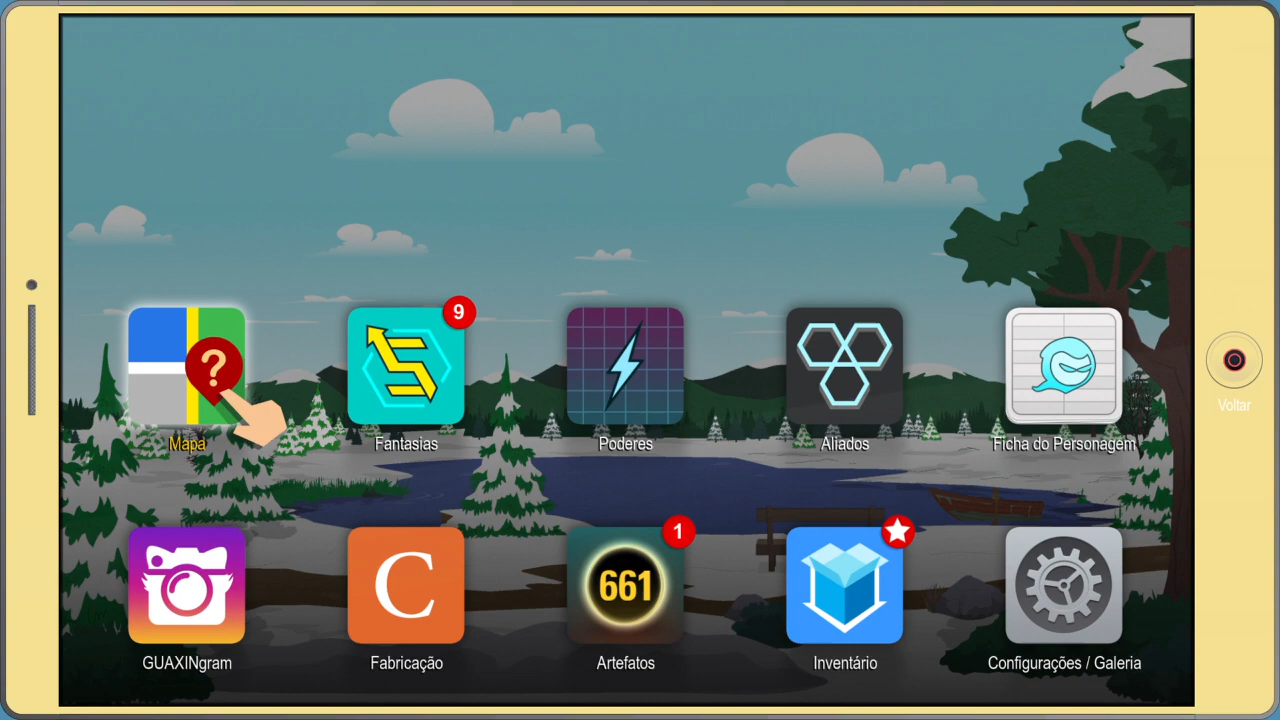 9
?
Mapa
Fantasias
Poderes
Aliados
Ficha do Personagem
Voltar
1
C
661
GUAXINgram
Fabricação
Artefatos
Inventário
Configurações / Galeria